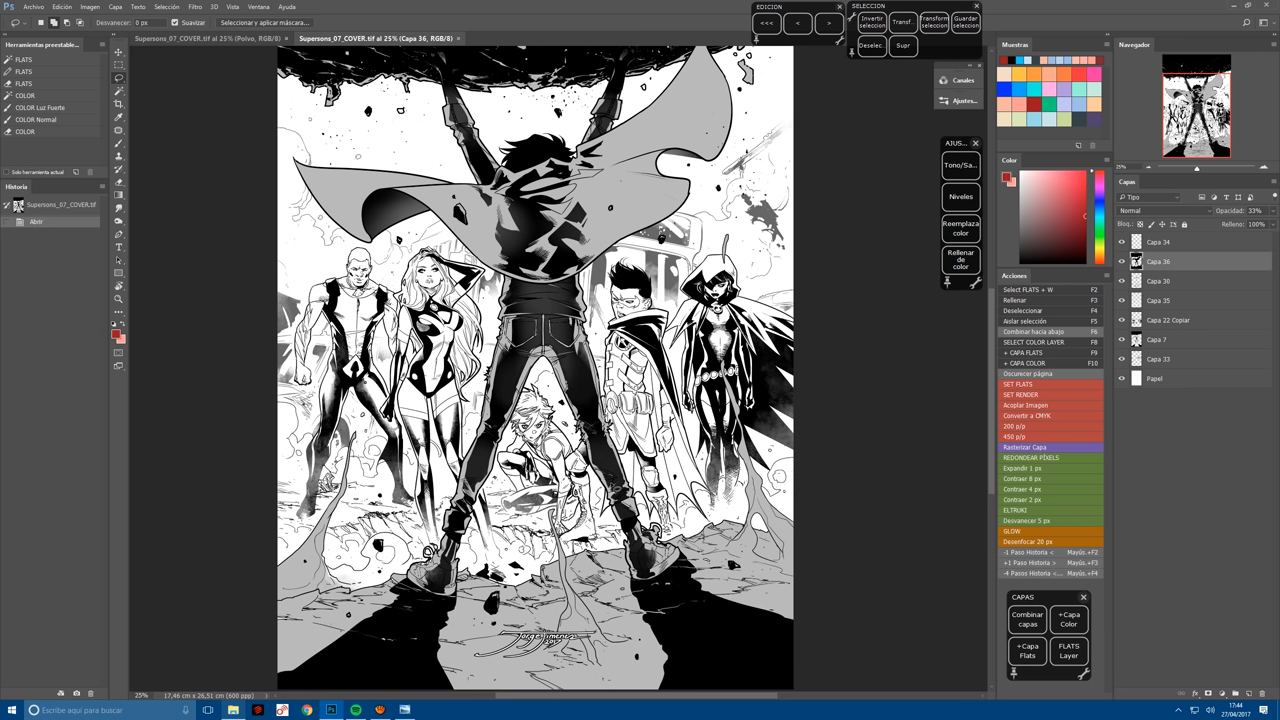 Ps Archivo Edición Imagen Capa Texto Selección Filtro 3D Vista Ventana Ayuda
Desvanecer: 0 px Suavizar Seleccionar y aplicar máscara...
EDICION
<<< < >
SELECCION
Invertir seleccion Transf... Transform seleccion Guardar seleccion
Deselec... Supr
Herramientas preestable...
FLATS
FLATS
FLATS
COLOR
COLOR Luz Fuerte
COLOR Normal
COLOR
Solo herramienta actual
Historia
Supersons_07_COVER.tif
Abrir
Supersons_07_COVER.tif al 25% (Polvo, RGB/8) ×
Supersons_07_COVER.tif al 25% (Capa 36, RGB/8) ×
Jorge Jimenez
2017
25% 17,46 cm x 26,51 cm (600 ppp)
Canales
Ajustes...
AJUS...
Tono/Sa...
Niveles
Reemplaza color
Rellenar de color
Muestras
Color
Acciones
Select FLATS + W F2
Rellenar F3
Deseleccionar F4
Aislar selección F5
Combinar hacia abajo F6
SELECT COLOR LAYER F8
+ CAPA FLATS F9
+ CAPA COLOR F10
Oscurecer página
SET FLATS
SET RENDER
Acoplar Imagen
Convertir a CMYK
200 p/p
450 p/p
Rasterizar Capa
REDONDEAR PÍXELS
Expandir 1 px
Contraer 8 px
Contraer 4 px
Contraer 2 px
ELTRUKI
Desvanecer 5 px
GLOW
Desenfocar 20 px
-1 Paso Historia < Mayús.+F2
+1 Paso Historia > Mayús.+F3
-4 Pasos Historia <... Mayús.+F4
CAPAS
Combinar capas +Capa Color
+Capa Flats FLATS Layer
Navegador
25%
Capas
Tipo
Normal Opacidad: 33%
Bloq.: Relleno: 100%
Capa 34
Capa 36
Capa 30
Capa 35
Capa 22 Copiar
Capa 7
Capa 33
Papel
Escribe aquí para buscar
17:44
27/04/2017